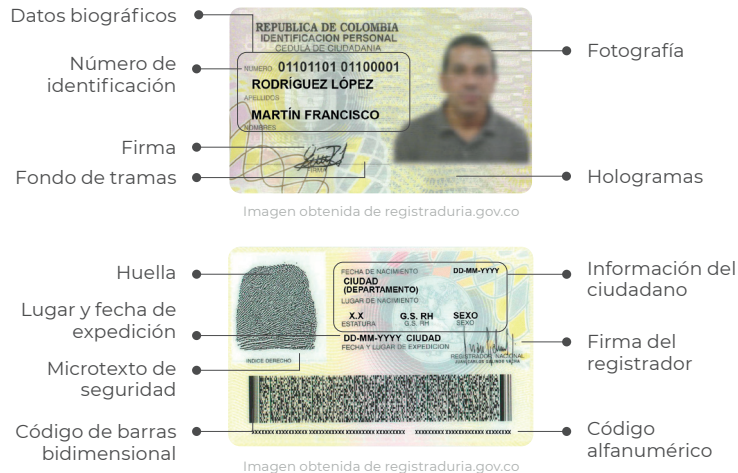 Datos biográficos
Número de
identificación
Firma
Fondo de tramas
REPUBLICA DE COLOMBIA
IDENTIFICACION PERSONAL
CEDULA DE CIUDADANIA
NUMERO 01101101 01100001
RODRÍGUEZ LÓPEZ
APELLIDOS
MARTÍN FRANCISCO
NOMBRES
FIRMA
Fotografía
Hologramas
Imagen obtenida de registraduria.gov.co
Huella
Lugar y fecha de
expedición
Microtexto de
seguridad
Código de barras
bidimensional
INDICE DERECHO
FECHA DE NACIMIENTO DD-MM-YYYY
CIUDAD
(DEPARTAMENTO)
LUGAR DE NACIMIENTO
X.X G.S. RH SEXO
ESTATURA G.S. RH SEXO
DD-MM-YYYY CIUDAD
FECHA Y LUGAR DE EXPEDICION
REGISTRADOR NACIONAL
Información del
ciudadano
Firma del
registrador
Código
alfanumérico
Imagen obtenida de registraduria.gov.co